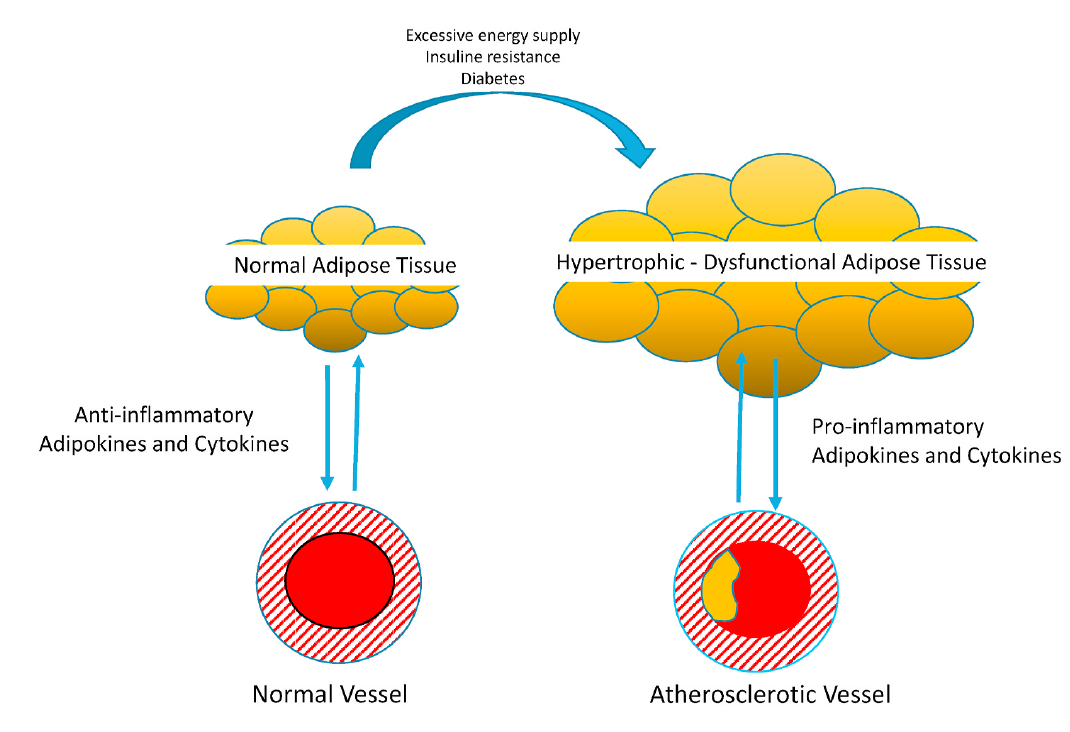 Excessive energy supply
Insuline resistance
Diabetes
Normal Adipose Tissue
Hypertrophic - Dysfunctional Adipose Tissue
Anti-inflammatory
Adipokines and Cytokines
Pro-inflammatory
Adipokines and Cytokines
Normal Vessel
Atherosclerotic Vessel